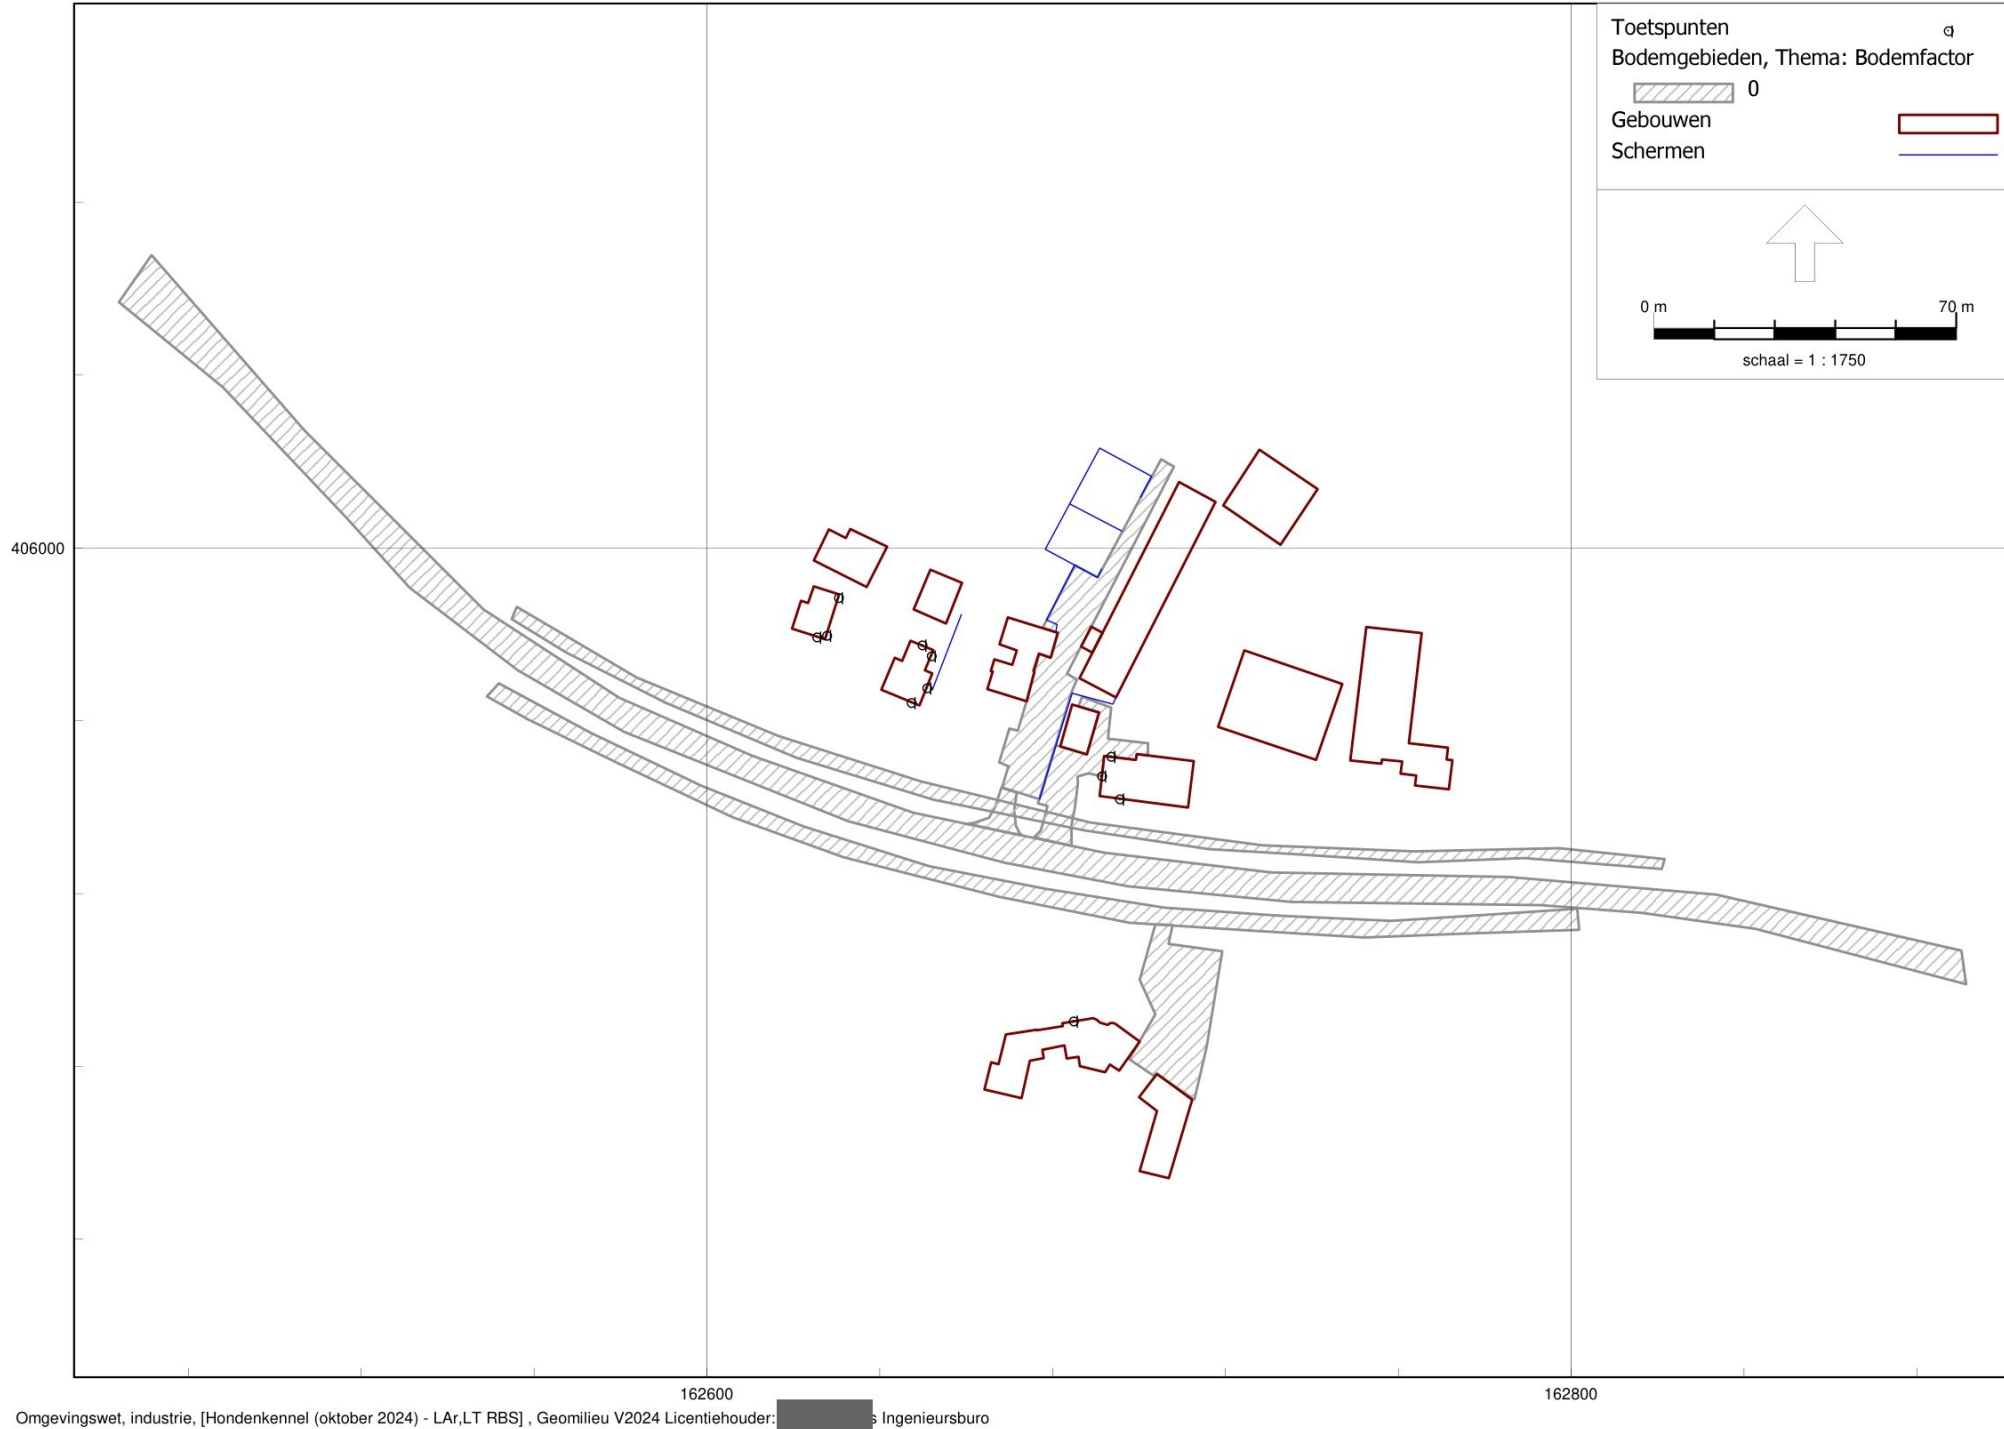 Toetspunten
Bodemgebieden, Thema: Bodemfactor
0
Gebouwen
Schermen
0 m 70 m
schaal = 1 : 1750
406000
162600 162800
Omgevingswet, industrie, [Hondenkennel (oktober 2024) - LAr,LT RBS] , Geomilieu V2024 Licentiehouder: Ingenieursburo